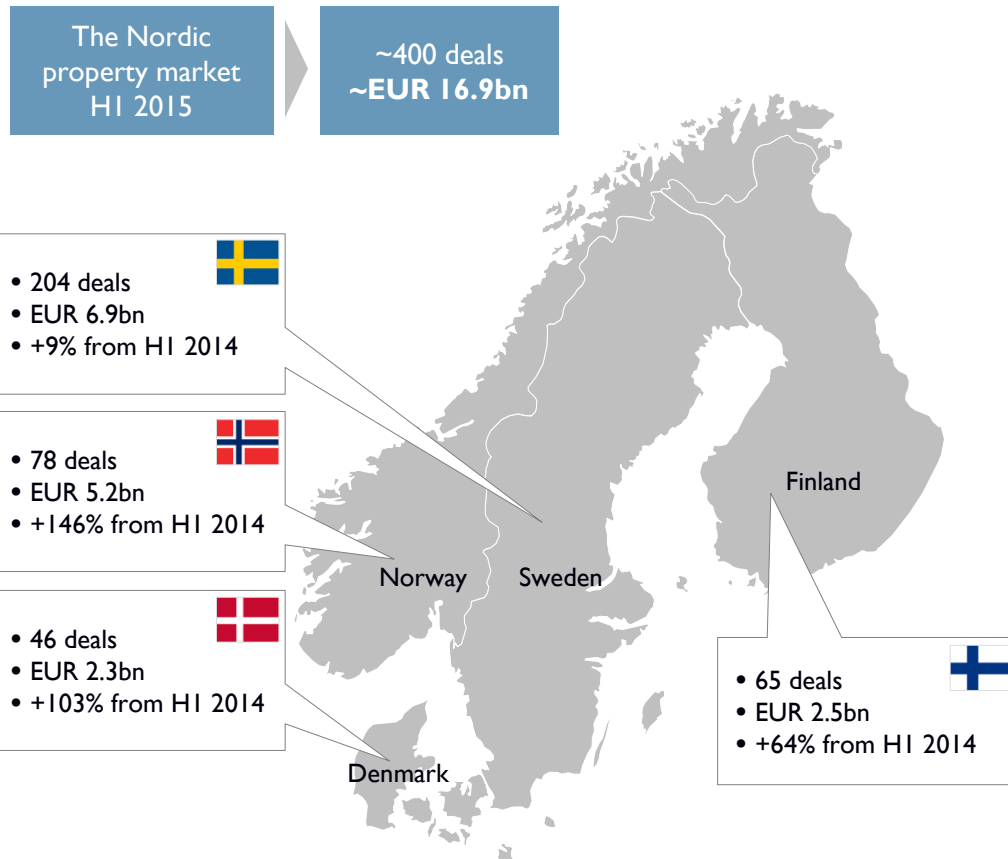 The Nordic
property market
H1 2015
~400 deals
~EUR 16.9bn
• 204 deals
• EUR 6.9bn
• +9% from H1 2014
• 78 deals
• EUR 5.2bn
• +146% from H1 2014
• 46 deals
• EUR 2.3bn
• +103% from H1 2014
Finland
Norway
Sweden
Denmark
• 65 deals
• EUR 2.5bn
• +64% from H1 2014